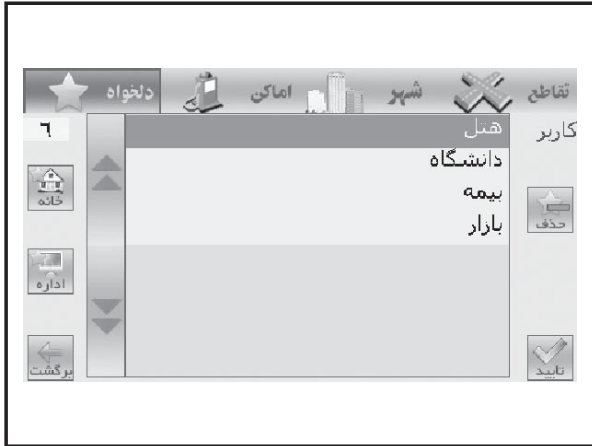 تقاطع
شهر
اماکن
دلخواه
کاربر
٦
هتل
دانشگاه
بیمه
بازار
خانه
حذف
اداره
تایید
برگشت